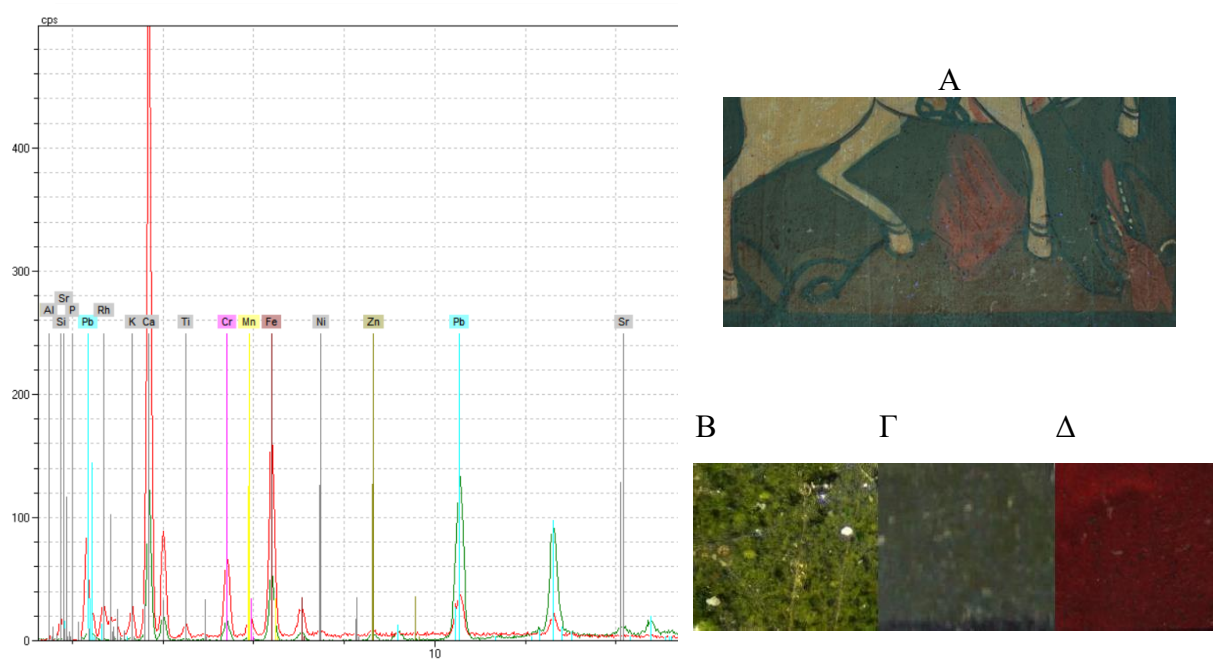 cps
400
300
200
100
0
10
Al
Sr
Si
P
Pb
Rh
K
Ca
Ti
Cr
Mn
Fe
Ni
Zn
Pb
Sr
Α
Β
Γ
Δ